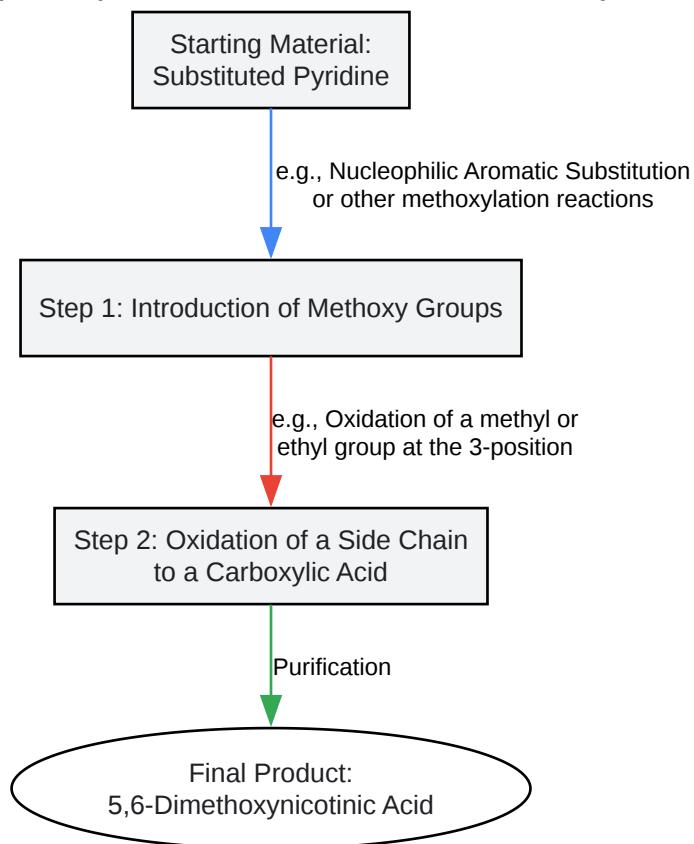 Starting Material:
Substituted Pyridine
e.g., Nucleophilic Aromatic Substitution
or other methoxylation reactions
Step 1: Introduction of Methoxy Groups
e.g., Oxidation of a methyl or
ethyl group at the 3-position
Step 2: Oxidation of a Side Chain
to a Carboxylic Acid
Purification
Final Product:
5,6-Dimethoxynicotinic Acid